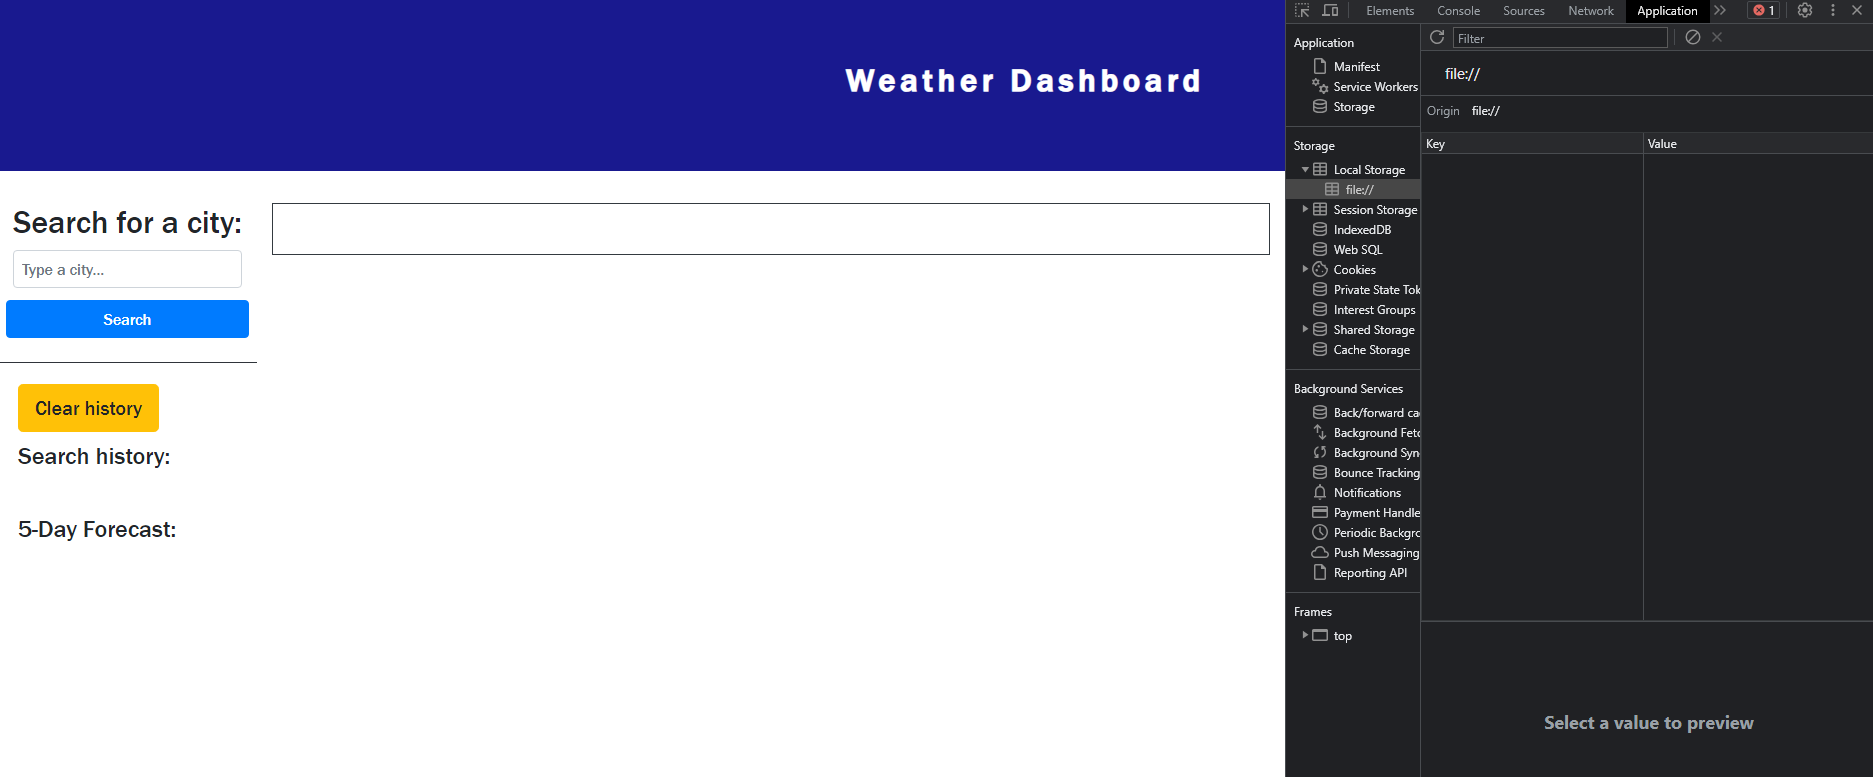 Weather Dashboard
Search for a city:
Type a city...
Search
Clear history
Search history:
5-Day Forecast:
Elements Console Sources Network Application 1
Application
Manifest
Service Workers
Storage
Storage
Local Storage
file://
Session Storage
IndexedDB
Web SQL
Cookies
Private State Tok
Interest Groups
Shared Storage
Cache Storage
Background Services
Back/forward ca
Background Fetc
Background Syn
Bounce Tracking
Notifications
Payment Handle
Periodic Backgro
Push Messaging
Reporting API
Frames
top
Filter
file://
Origin file://
Key Value
Select a value to preview